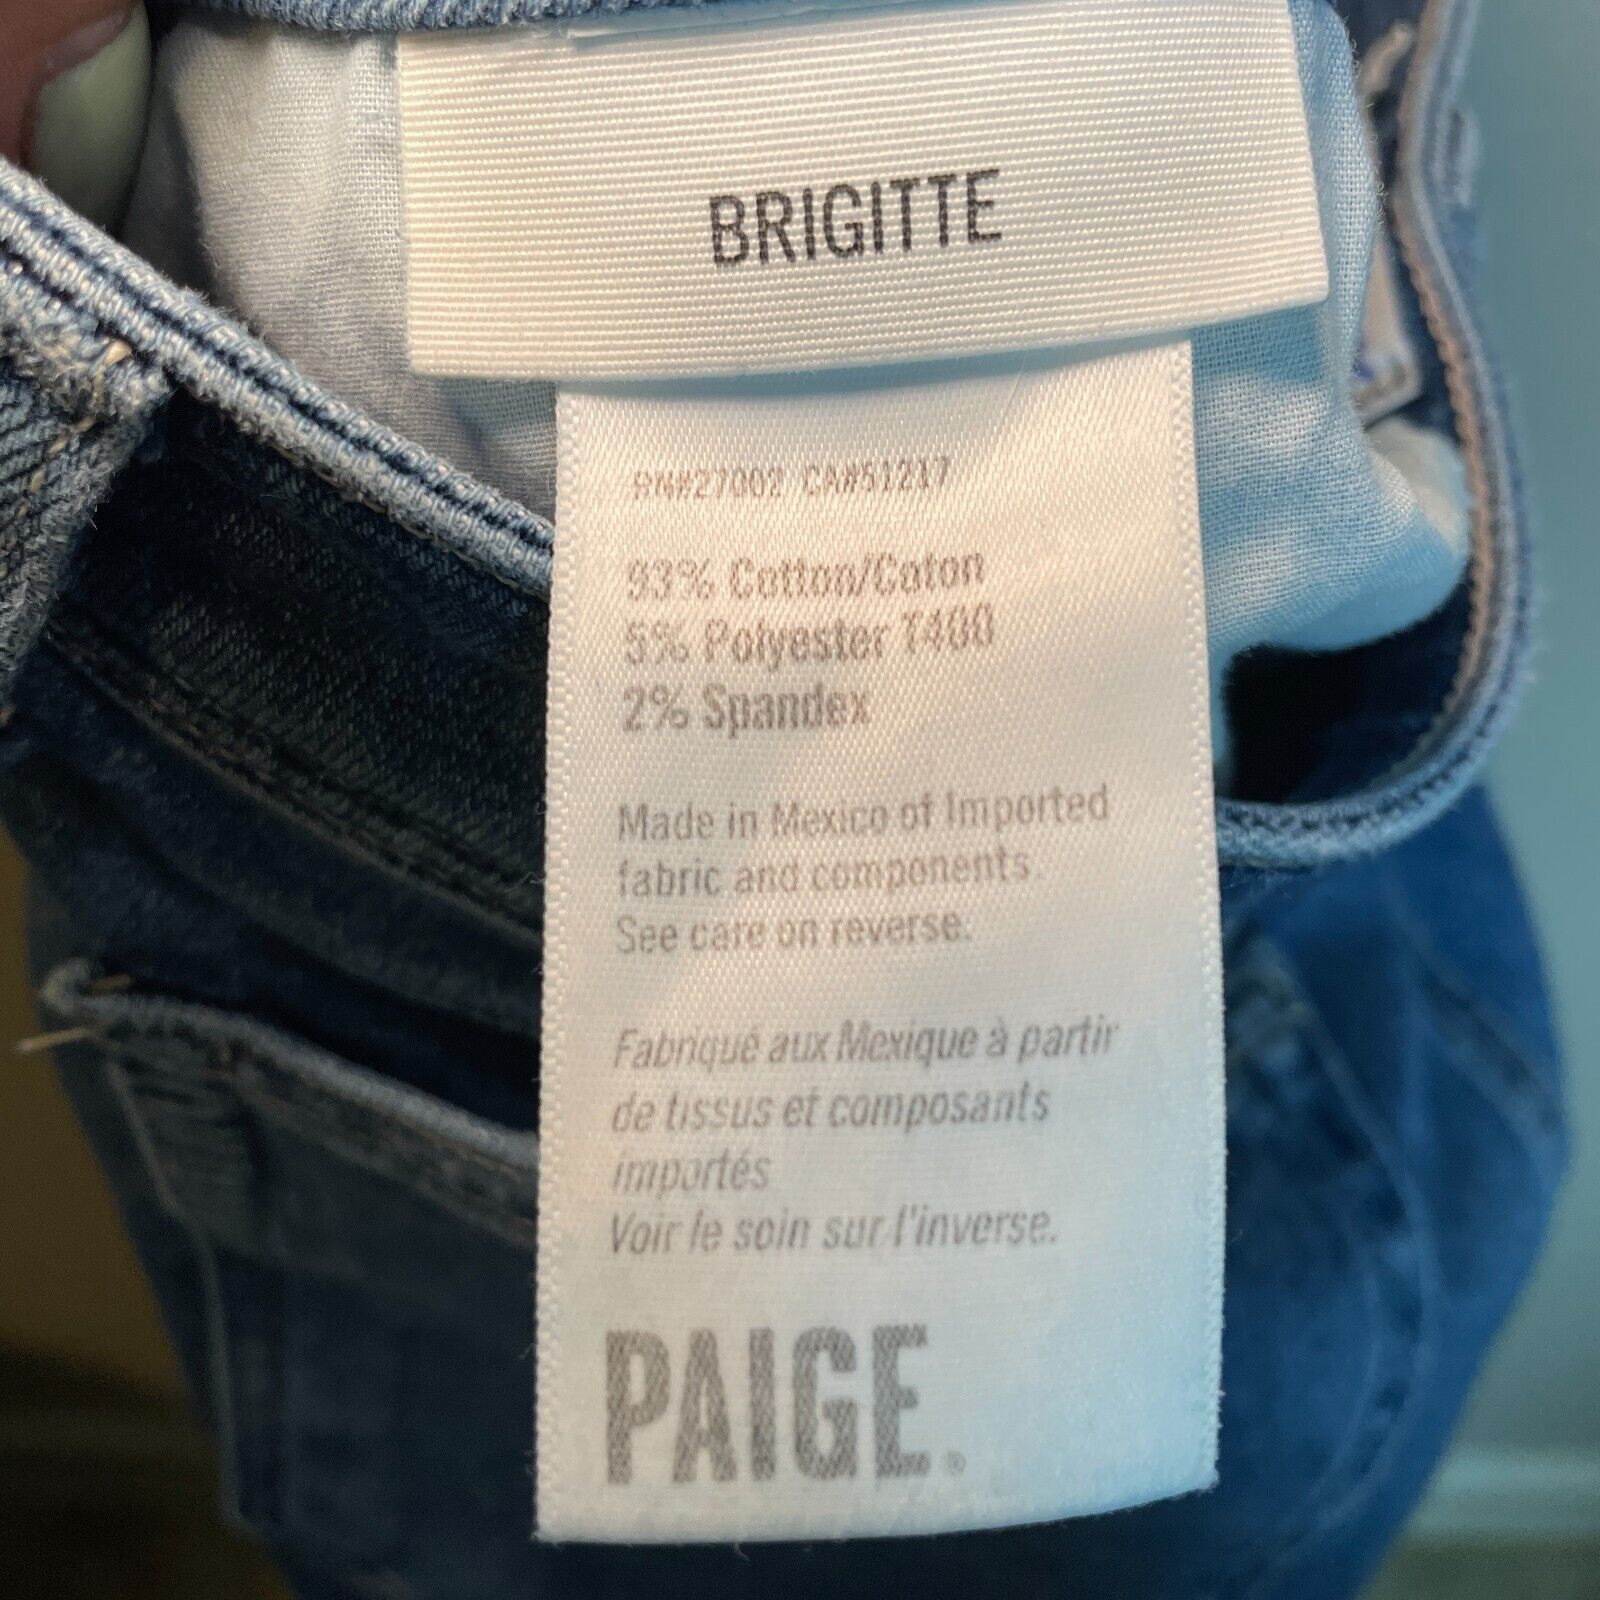 BRIGITTE
RN#27002 CA#51217
93% Cotton/Coton
5% Polyester T400
2% Spandex
Made in Mexico of Imported
fabric and components.
See care on reverse.
Fabriqué aux Mexique à partir
de tissus et composants
importés
Voir le soin sur l'inverse.
PAIGE®